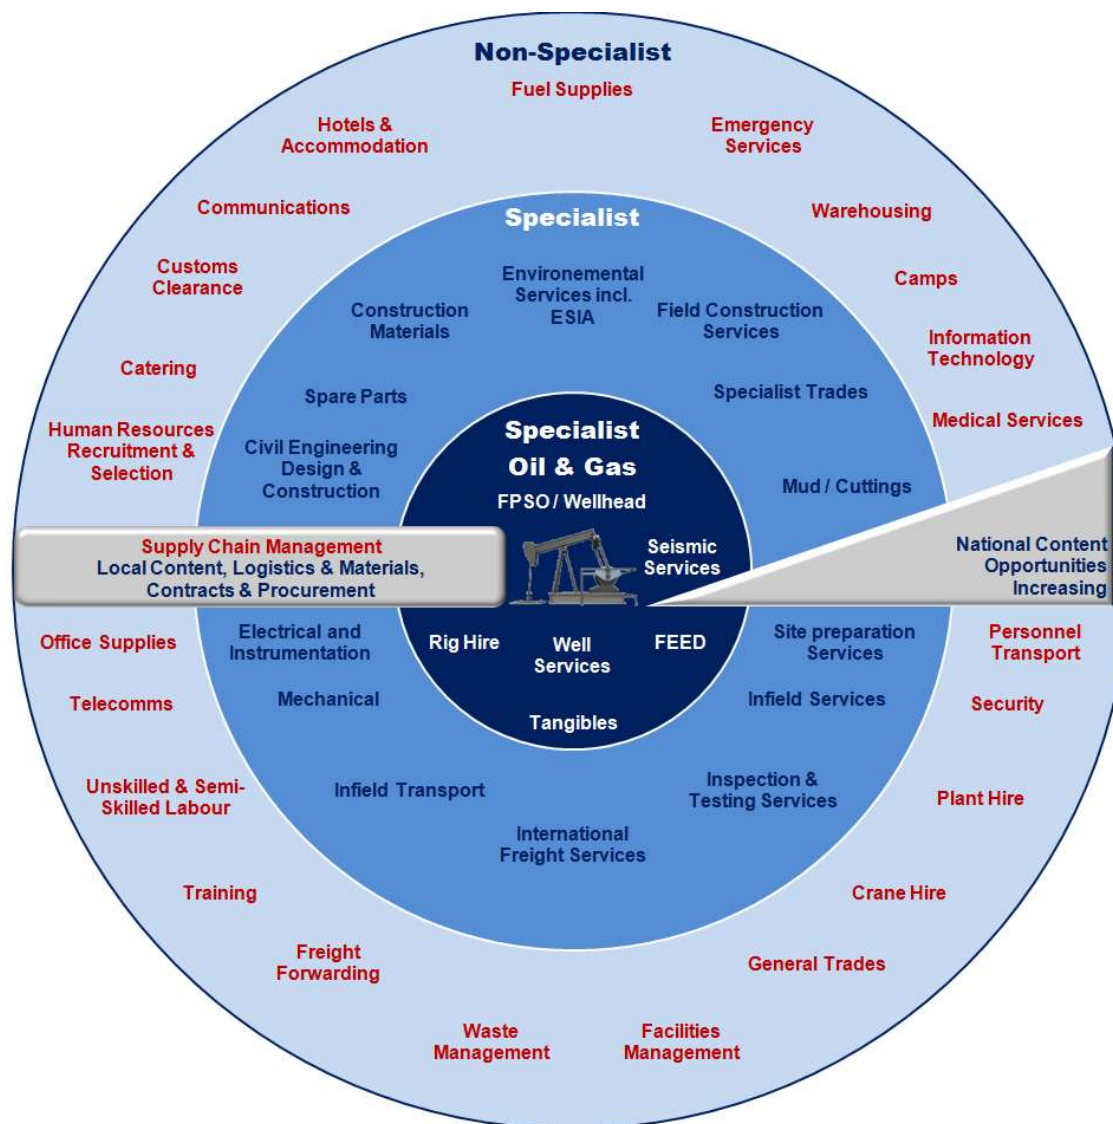 Non-Specialist
Fuel Supplies
Hotels &
Accommodation
Emergency
Services
Communications
Warehousing
Customs
Clearance
Camps
Catering
Information
Technology
Human Resources
Recruitment &
Selection
Medical Services
Specialist
Environemental
Services incl.
ESIA
Construction
Materials
Field Construction
Services
Spare Parts
Specialist Trades
Civil Engineering
Design &
Construction
Mud / Cuttings
Specialist
Oil & Gas
FPSO / Wellhead
Seismic
Services
Supply Chain Management
Local Content, Logistics & Materials,
Contracts & Procurement
National Content
Opportunities
Increasing
Rig Hire
Well
Services
FEED
Tangibles
Electrical and
Instrumentation
Site preparation
Services
Mechanical
Infield Services
Infield Transport
Inspection &
Testing Services
International
Freight Services
Office Supplies
Personnel
Transport
Telecomms
Security
Unskilled & Semi-
Skilled Labour
Plant Hire
Training
Crane Hire
Freight
Forwarding
General Trades
Waste
Management
Facilities
Management